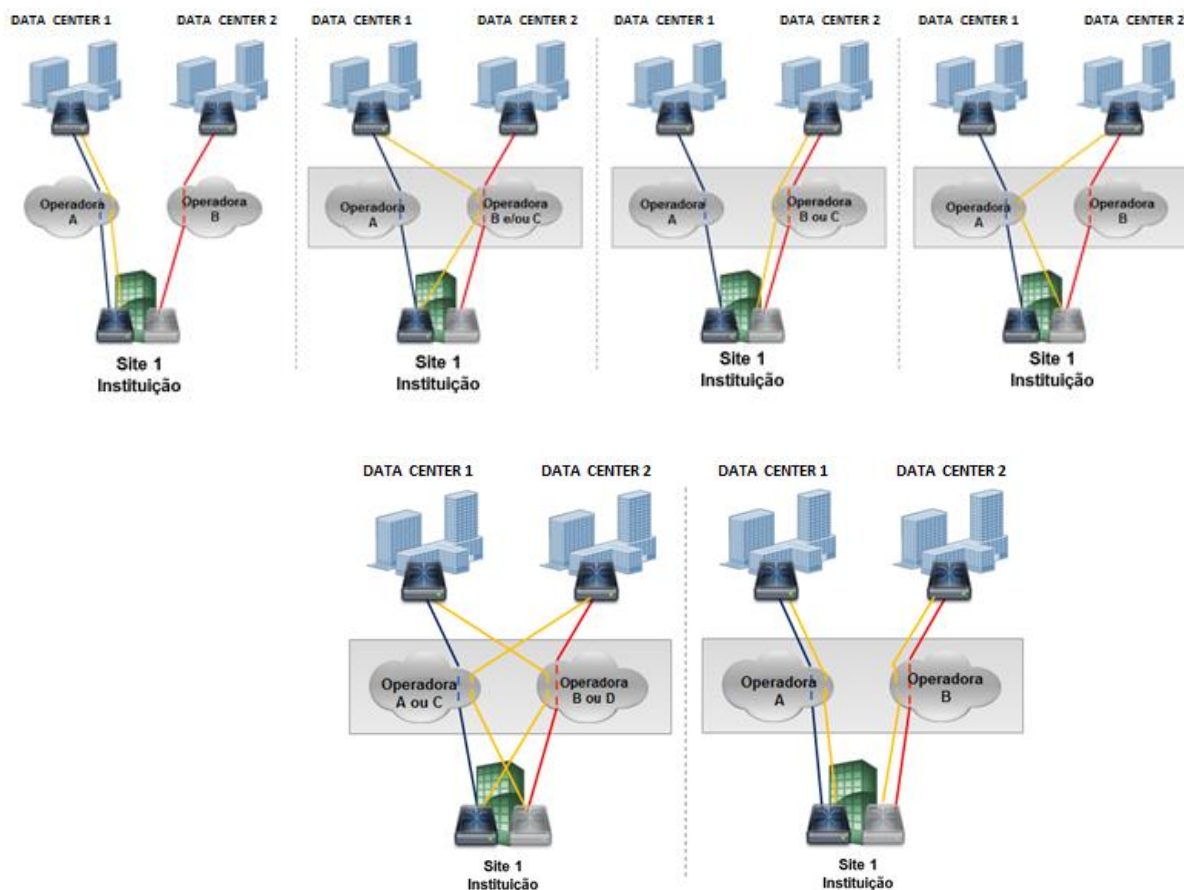 DATA CENTER 1
DATA CENTER 2
DATA CENTER 1
DATA CENTER 2
DATA CENTER 1
DATA CENTER 2
DATA CENTER 1
DATA CENTER 2
Operadora
A
Operadora
B
Operadora
A
Operadora
B e/ou C
Operadora
A
Operadora
B ou C
Operadora
A
Operadora
B
Site 1
Instituição
Site 1
Instituição
Site 1
Instituição
Site 1
Instituição
DATA CENTER 1
DATA CENTER 2
DATA CENTER 1
DATA CENTER 2
Operadora
A ou C
Operadora
B ou D
Operadora
A
Operadora
B
Site 1
Instituição
Site 1
Instituição